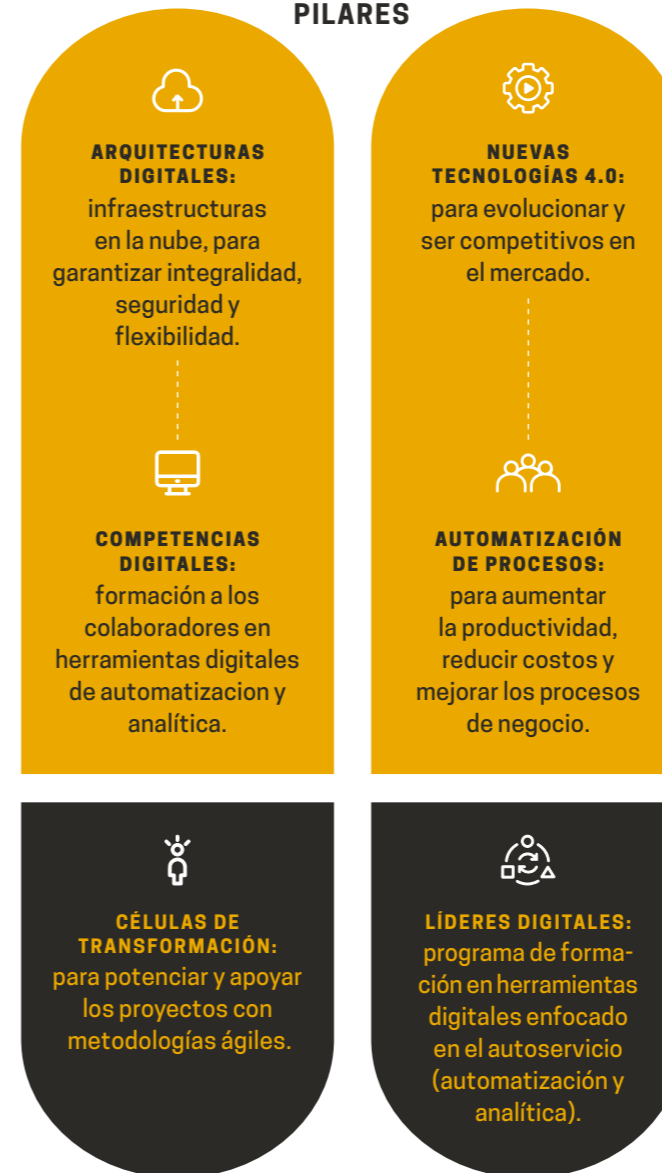 PILARES
ARQUITECTURAS
DIGITALES:
infraestructuras
en la nube, para
garantizar integralidad,
seguridad y
flexibilidad.
COMPETENCIAS
DIGITALES:
formación a los
colaboradores en
herramientas digitales
de automatizacion y
analítica.
NUEVAS
TECNOLOGÍAS 4.0:
para evolucionar y
ser competitivos en
el mercado.
AUTOMATIZACIÓN
DE PROCESOS:
para aumentar
la productividad,
reducir costos y
mejorar los procesos
de negocio.
CÉLULAS DE
TRANSFORMACIÓN:
para potenciar y apoyar
los proyectos con
metodologías ágiles.
LÍDERES DIGITALES:
programa de forma-
ción en herramientas
digitales enfocado
en el autoservicio
(automatización y
analítica).